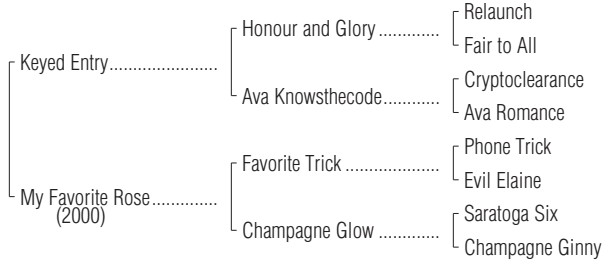 Relaunch
Honour and Glory .............
Fair to All
Keyed Entry.......................
Cryptoclearance
Ava Knowsthecode............
Ava Romance
Phone Trick
Favorite Trick ....................
Evil Elaine
My Favorite Rose..............
(2000)
Saratoga Six
Champagne Glow .............
Champagne Ginny